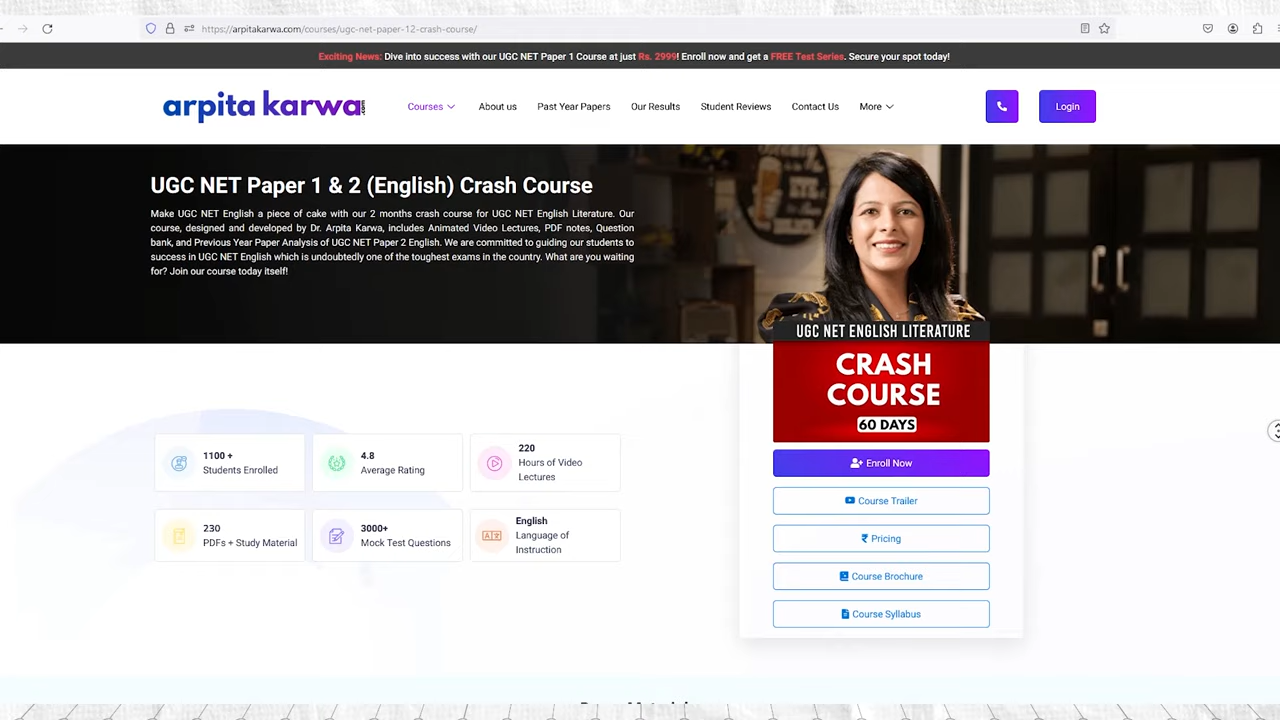 https://arpitakarwa.com/courses/ugc-net-paper-12-crash-course/
Exciting News: Dive into success with our UGC NET Paper 1 Course at just Rs. 2999! Enroll now and get a FREE Test Series. Secure your spot today!
arpita karwa.com
Courses About us Past Year Papers Our Results Student Reviews Contact Us More Login
UGC NET Paper 1 & 2 (English) Crash Course
Make UGC NET English a piece of cake with our 2 months crash course for UGC NET English Literature. Our
course, designed and developed by Dr. Arpita Karwa, includes Animated Video Lectures, PDF notes, Question
bank, and Previous Year Paper Analysis of UGC NET Paper 2 English. We are committed to guiding our students to
success in UGC NET English which is undoubtedly one of the toughest exams in the country. What are you waiting
for? Join our course today itself!
UGC NET ENGLISH LITERATURE
CRASH
COURSE
60 DAYS
Enroll Now
Course Trailer
Pricing
Course Brochure
Course Syllabus
1100 +
Students Enrolled
4.8
Average Rating
220
Hours of Video
Lectures
230
PDFs + Study Material
3000+
Mock Test Questions
English
Language of
Instruction